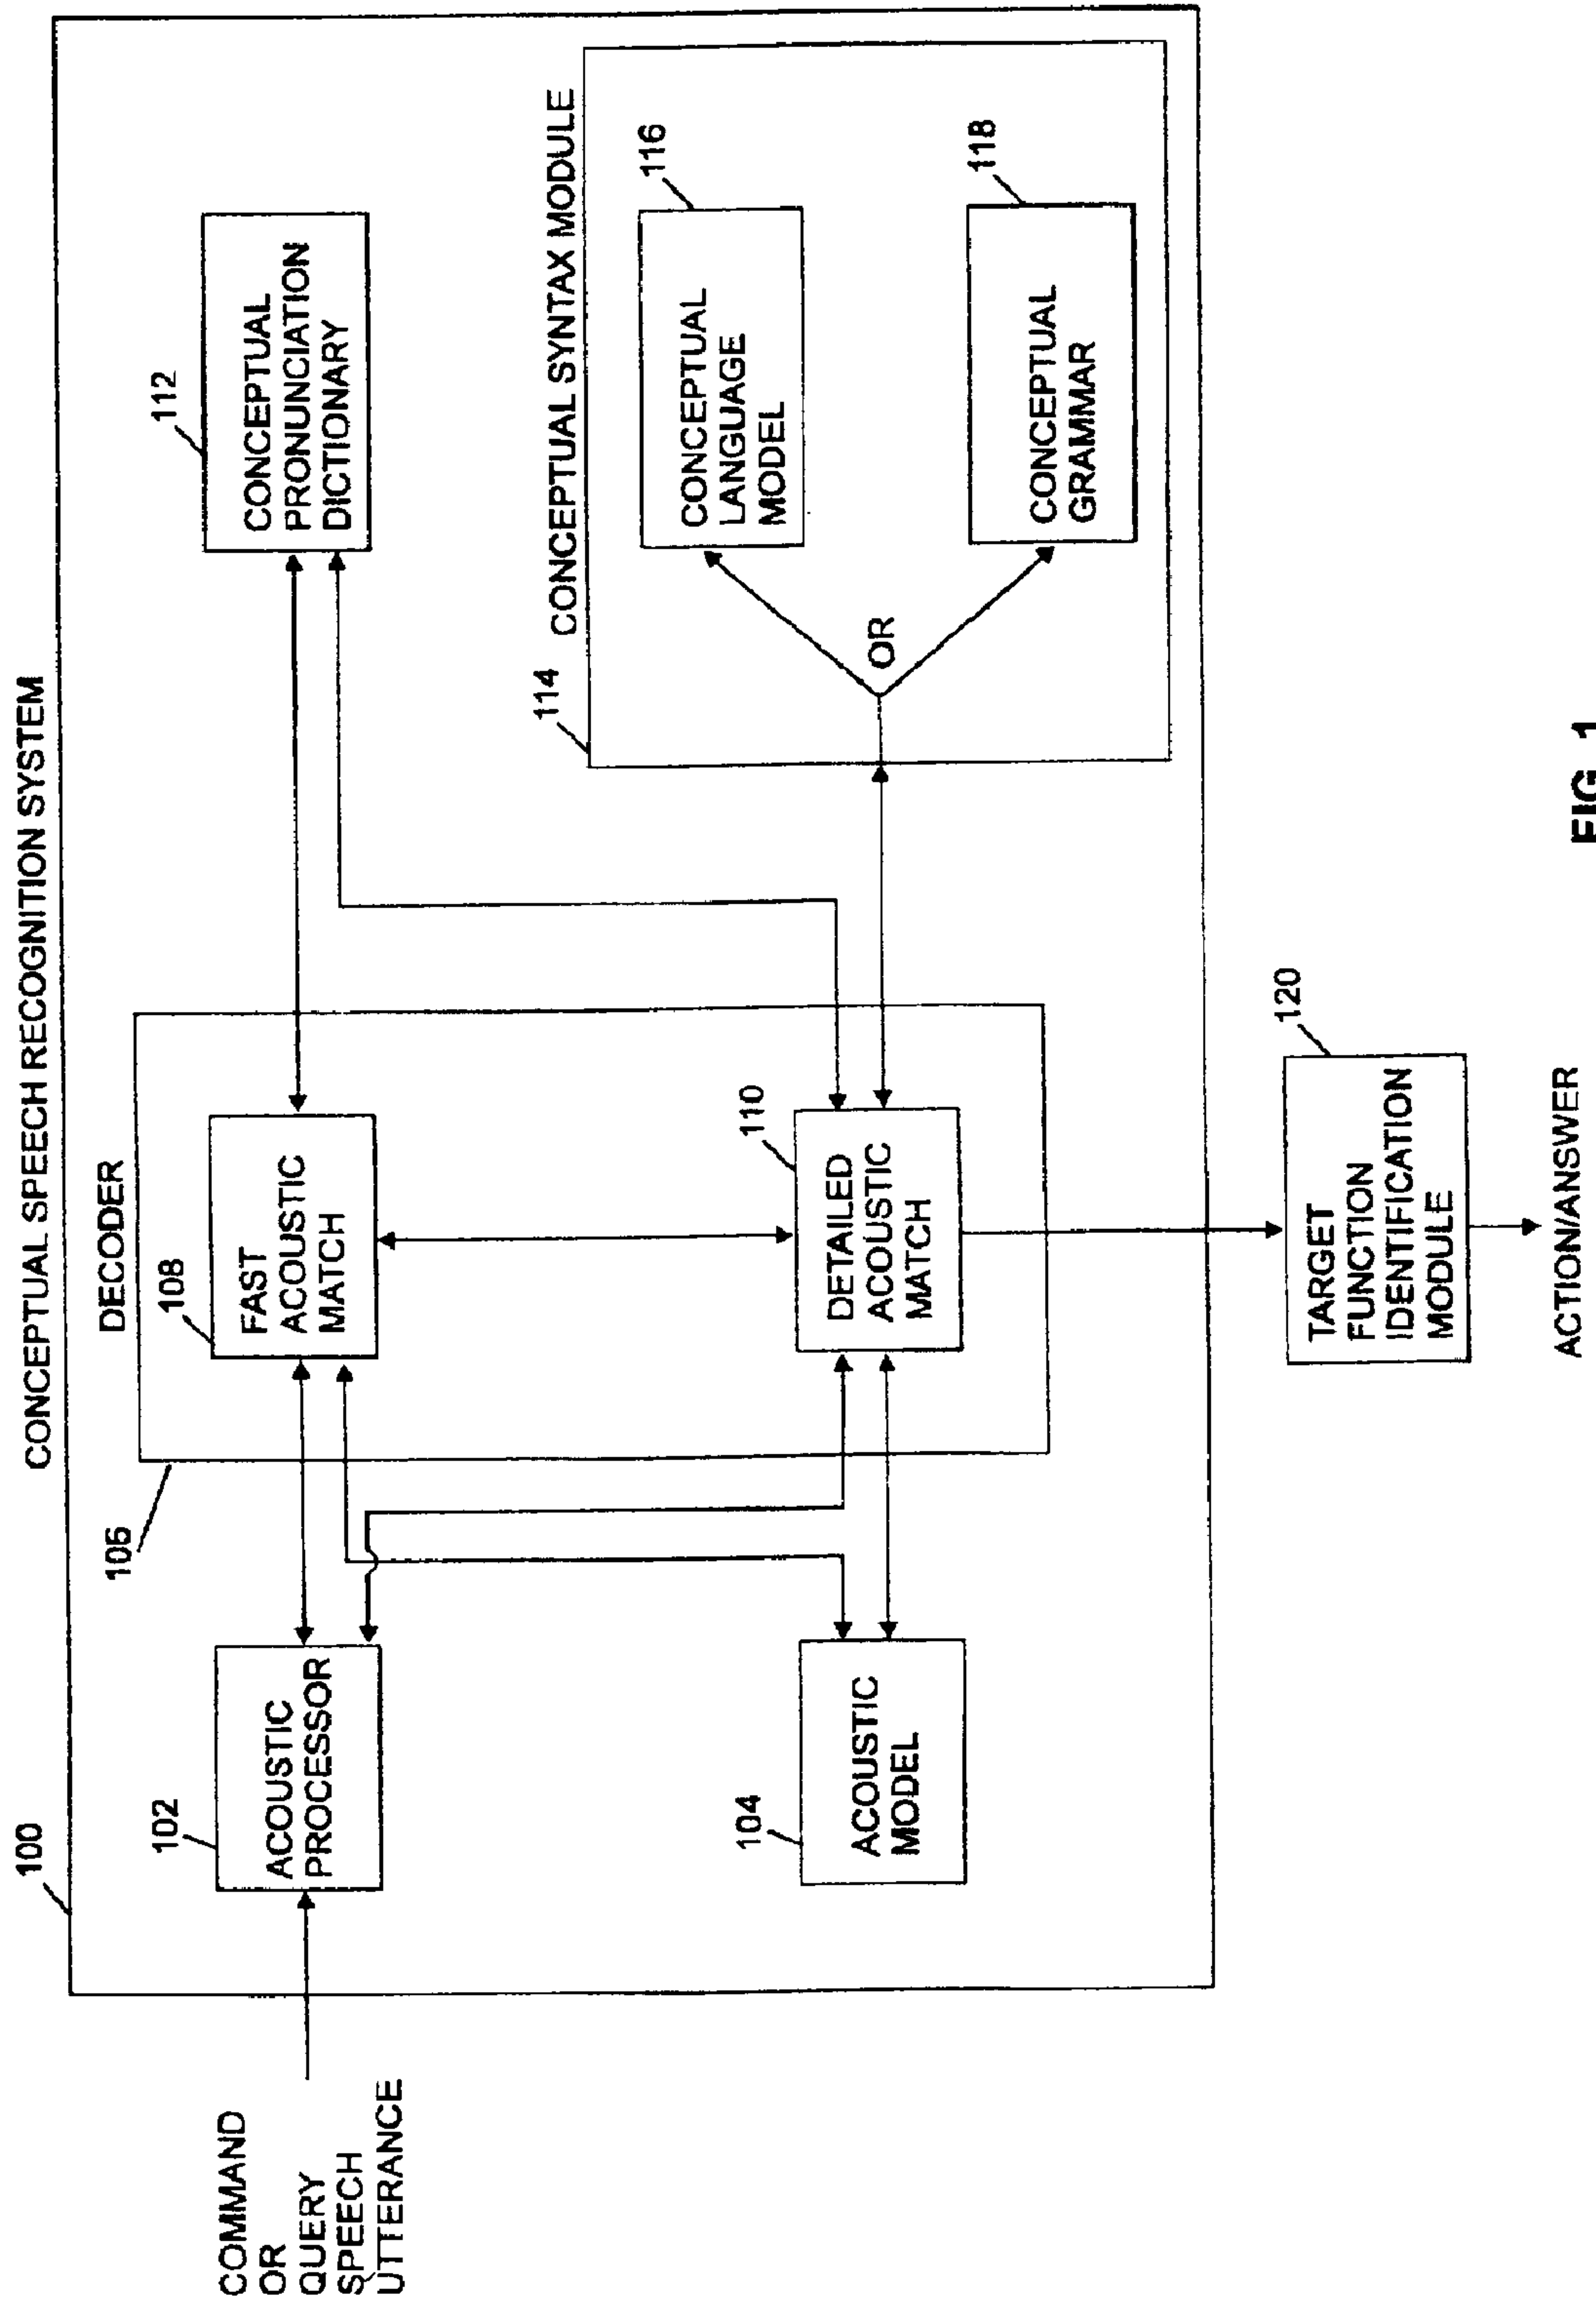 CONCEPTUAL SPEECH RECOGNITION SYSTEM
100
COMMAND
OR
QUERY
SPEECH
UTTERANCE
102
ACOUSTIC
PROCESSOR
104
ACOUSTIC
MODEL
106
DECODER
108
FAST
ACOUSTIC
MATCH
110
DETAILED
ACOUSTIC
MATCH
112
CONCEPTUAL
PRONUNCIATION
DICTIONARY
114
CONCEPTUAL SYNTAX MODULE
OR
116
CONCEPTUAL
LANGUAGE
MODEL
118
CONCEPTUAL
GRAMMAR
120
TARGET
FUNCTION
IDENTIFICATION
MODULE
ACTION/ANSWER
FIG. 1